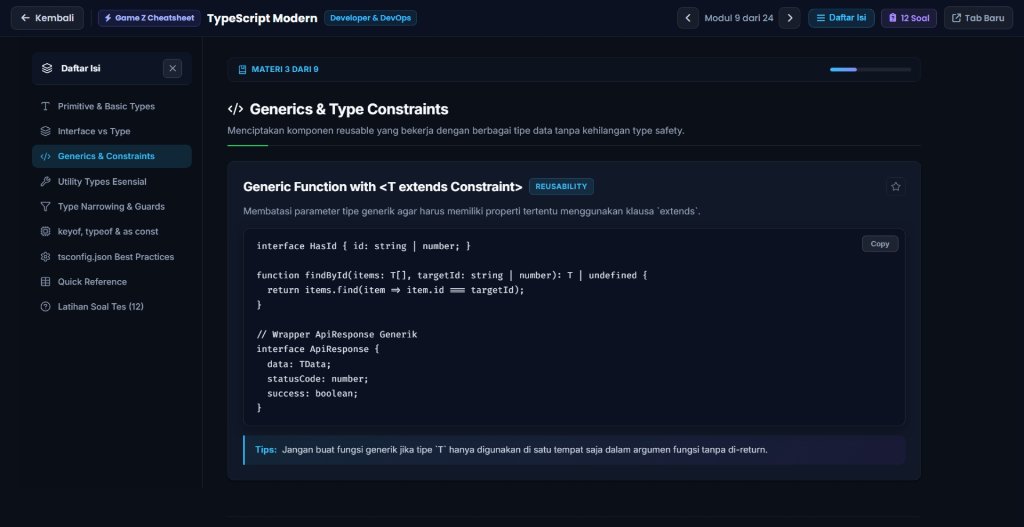 Kembali
Game Z Cheatsheet
TypeScript Modern
Developer & DevOps
Modul 9 dari 24
Daftar Isi
12 Soal
Tab Baru
Daftar Isi
Primitive & Basic Types
Interface vs Type
Generics & Constraints
Utility Types Esensial
Type Narrowing & Guards
keyof, typeof & as const
tsconfig.json Best Practices
Quick Reference
Latihan Soal Tes (12)
MATERI 3 DARI 9
</> Generics & Type Constraints
Menciptakan komponen reusable yang bekerja dengan berbagai tipe data tanpa kehilangan type safety.
Generic Function with <T extends Constraint>
REUSABILITY
Membatasi parameter tipe generik agar harus memiliki properti tertentu menggunakan klausa `extends`.
Copy
interface HasId { id: string | number; }
function findById(items: T[], targetId: string | number): T | undefined {
return items.find(item => item.id === targetId);
}
// Wrapper ApiResponse Generik
interface ApiResponse {
data: TData;
statusCode: number;
success: boolean;
}
Tips: Jangan buat fungsi generik jika tipe `T` hanya digunakan di satu tempat saja dalam argumen fungsi tanpa di-return.